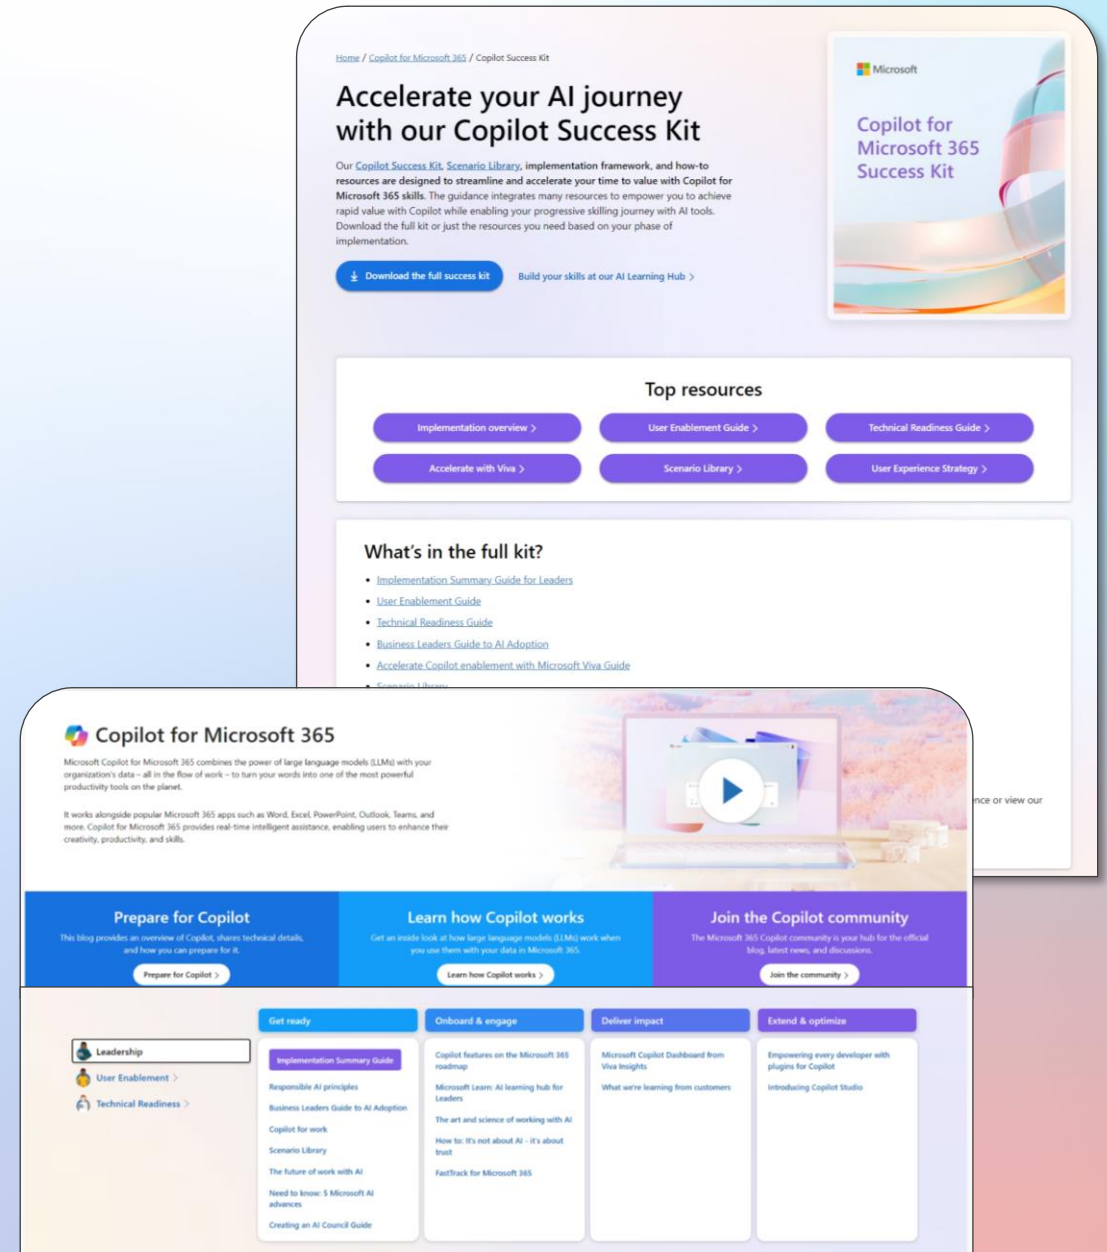 Home / Copilot for Microsoft 365 / Copilot Success Kit
Accelerate your AI journey
with our Copilot Success Kit
Our Copilot Success Kit, Scenario Library, implementation framework, and how-to
resources are designed to streamline and accelerate your time to value with Copilot for
Microsoft 365 skills. The guidance integrates many resources to empower you to achieve
rapid value with Copilot while enabling your progressive skilling journey with AI tools.
Download the full kit or just the resources you need based on your phase of
implementation.
Download the full success kit
Build your skills at our AI Learning Hub >
Microsoft
Copilot for
Microsoft 365
Success Kit
Top resources
Implementation overview >
User Enablement Guide >
Technical Readiness Guide >
Accelerate with Viva >
Scenario Library >
User Experience Strategy >
What's in the full kit?
• Implementation Summary Guide for Leaders
• User Enablement Guide
• Technical Readiness Guide
• Business Leaders Guide to AI Adoption
• Accelerate Copilot enablement with Microsoft Viva Guide
• Scenario Library
nce or view our
Copilot for Microsoft 365
Microsoft Copilot for Microsoft 365 combines the power of large language models (LLMs) with your
organization's data – all in the flow of work – to turn your words into one of the most powerful
productivity tools on the planet.
It works alongside popular Microsoft 365 apps such as Word, Excel, PowerPoint, Outlook, Teams, and
more. Copilot for Microsoft 365 provides real-time intelligent assistance, enabling users to enhance their
creativity, productivity, and skills.
Prepare for Copilot
This blog provides an overview of Copilot, shares technical details,
and how you can prepare for it.
Prepare for Copilot >
Learn how Copilot works
Get an inside look at how large language models (LLMs) work when
you use them with your data in Microsoft 365.
Learn how Copilot works >
Join the Copilot community
The Microsoft 365 Copilot community is your hub for the official
blog, latest news, and discussions.
Join the community >
Leadership
User Enablement >
Technical Readiness >
Get ready
Implementation Summary Guide
Responsible AI principles
Business Leaders Guide to AI Adoption
Copilot for work
Scenario Library
The future of work with AI
Need to know: 5 Microsoft AI
advances
Creating an AI Council Guide
Onboard & engage
Copilot features on the Microsoft 365
roadmap
Microsoft Learn: AI learning hub for
Leaders
The art and science of working with AI
How to: It's not about AI - it's about
trust
FastTrack for Microsoft 365
Deliver impact
Microsoft Copilot Dashboard from
Viva Insights
What we're learning from customers
Extend & optimize
Empowering every developer with
plugins for Copilot
Introducing Copilot Studio